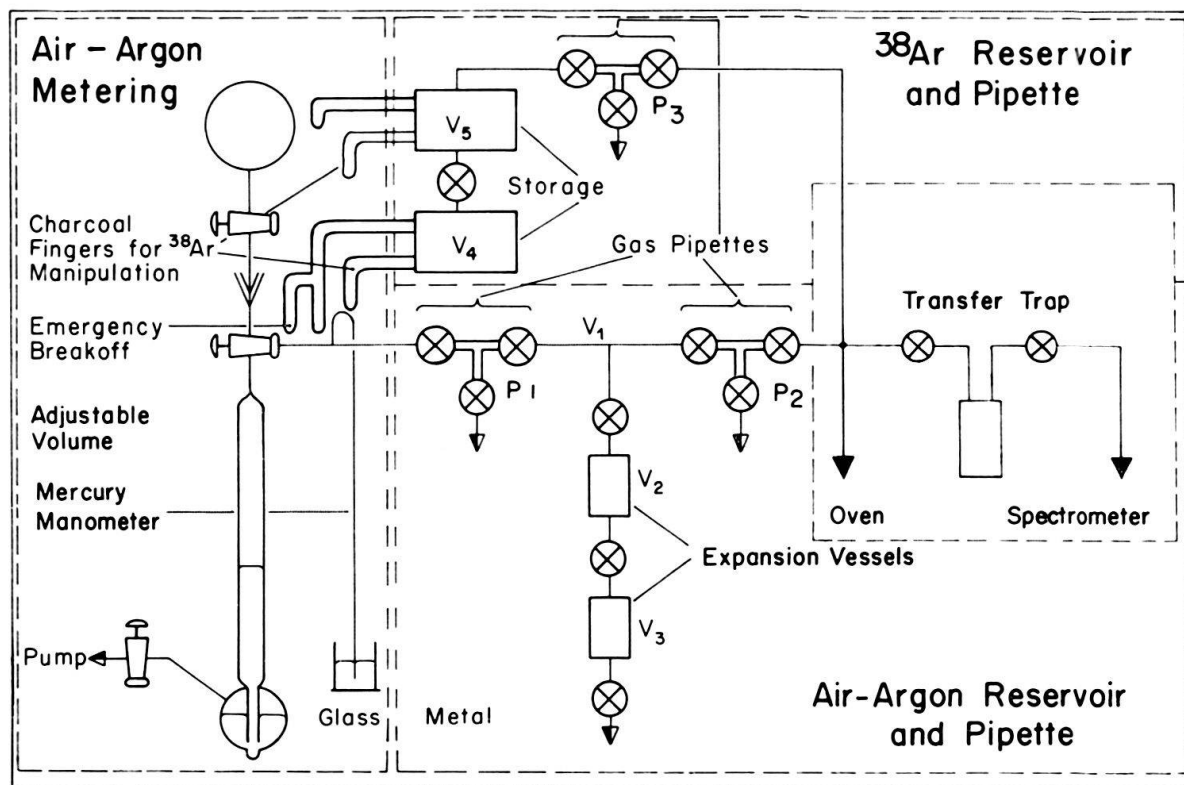 Air – Argon
Metering
³⁸Ar Reservoir
and Pipette
P₃
V₅
Storage
V₄
Charcoal
Fingers for ³⁸Ar
Manipulation
Gas Pipettes
Emergency
Breakoff
V₁
P1
P2
Transfer Trap
Adjustable
Volume
V₂
Mercury
Manometer
Oven
Spectrometer
Expansion Vessels
V₃
Pump
Glass
Metal
Air-Argon Reservoir
and Pipette